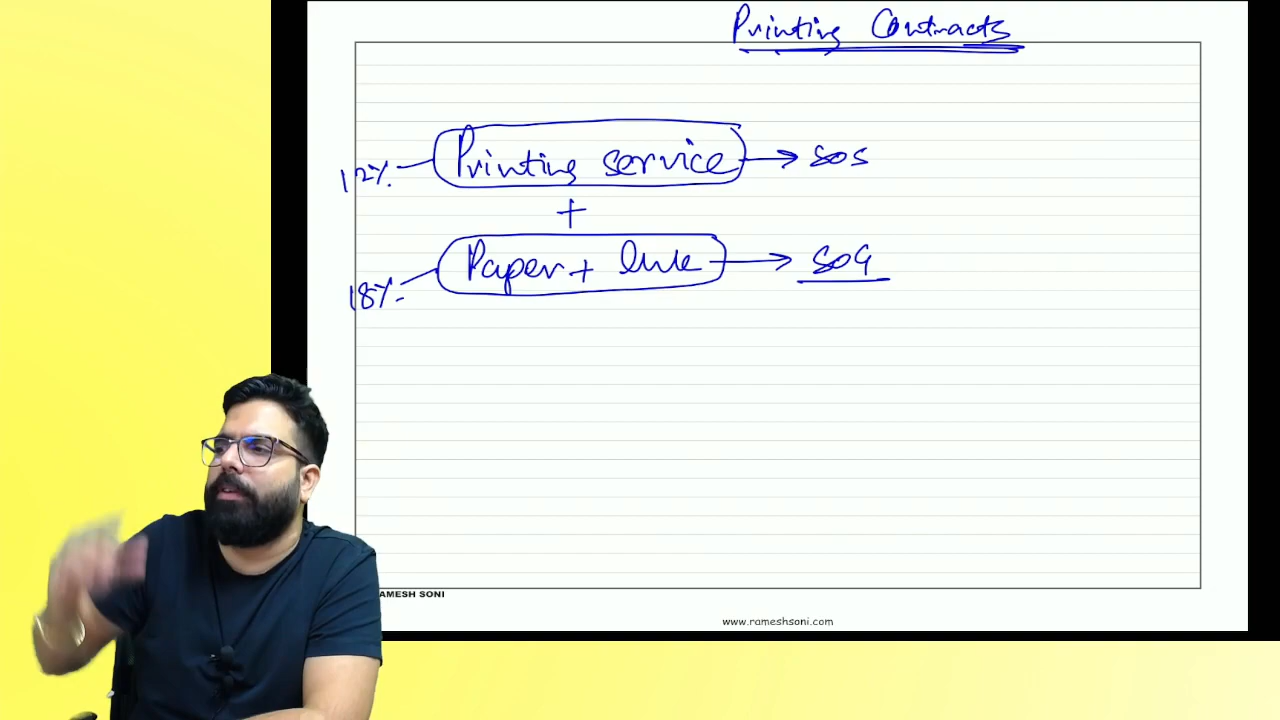 Printing Contracts
12% Printing service → SOS
+
18% Paper + Ink → SOG
AMESH SONI
www.rameshsoni.com